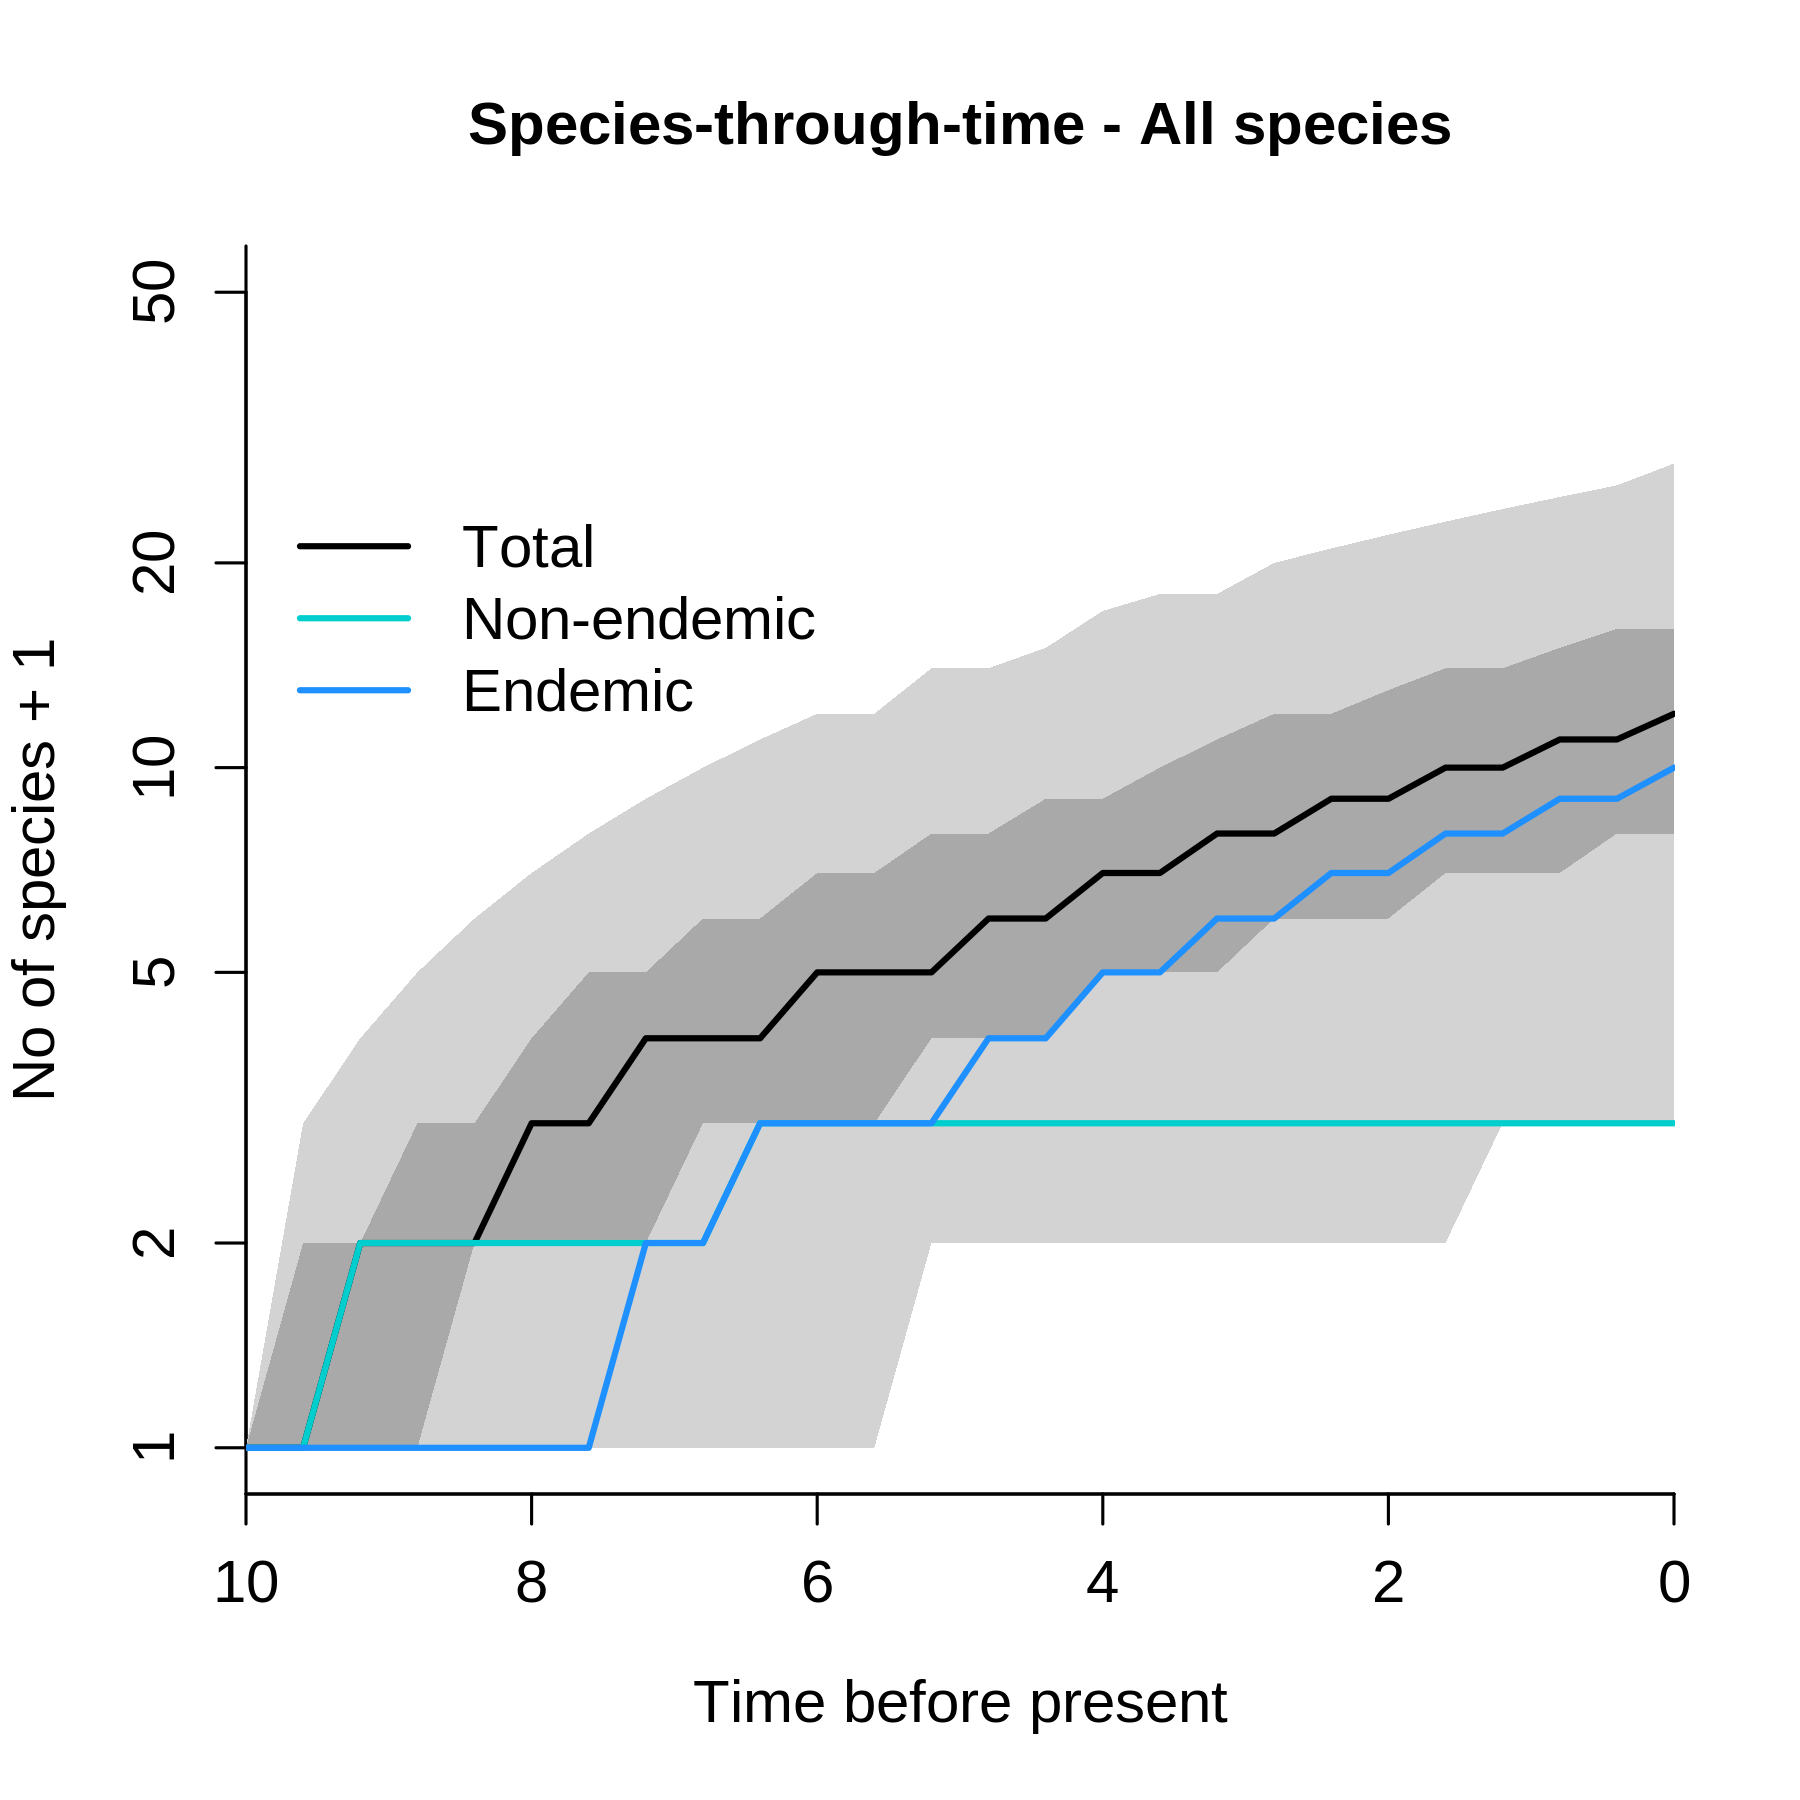 Species-through-time - All species
No of species + 1
50
20
10
5
2
1
Total
Non-endemic
Endemic
10 8 6 4 2 0
Time before present